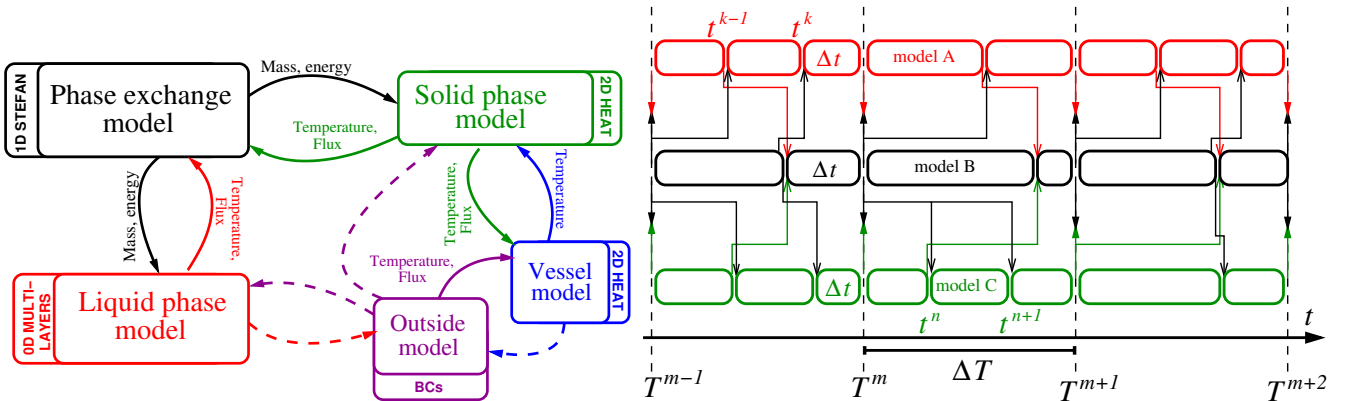 1D STEFAN
Phase exchange
model
Mass, energy
Temperature,
Flux
Solid phase
model
2D HEAT
Mass, energy
Temperature,
Flux
Temperature,
Flux
Temperature
0D MULTI–
LAYERS
Liquid phase
model
Temperature,
Flux
Outside
model
BCs
Vessel
model
2D HEAT
t^{k−1}
t^k
Δt
model A
Δt
model B
Δt
model C
t^n
t^{n+1}
t
T^{m−1}
T^m
ΔT
T^{m+1}
T^{m+2}